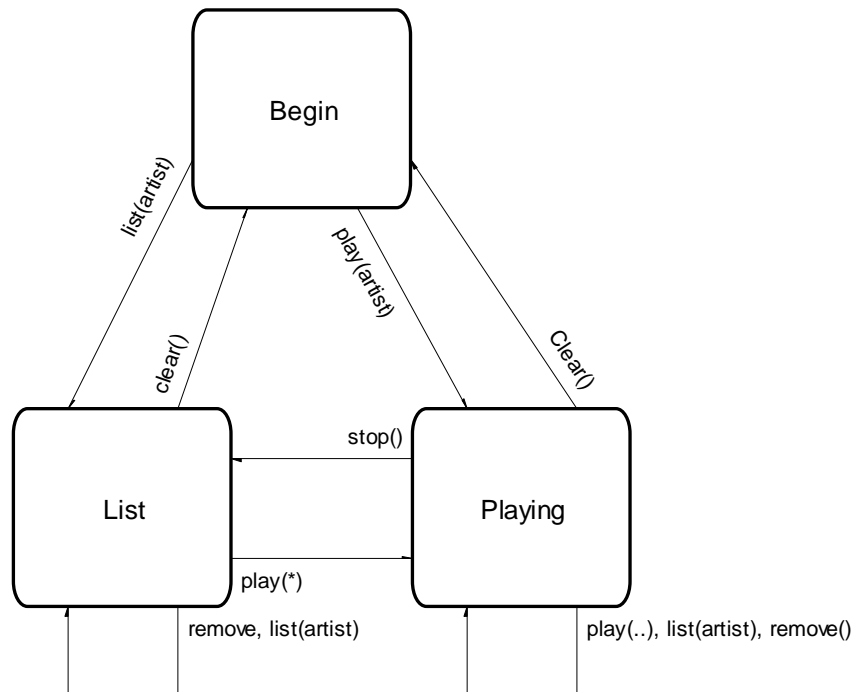 Begin
list(artist)
play(artist)
clear()
Clear()
stop()
List
Playing
play(*)
remove, list(artist)
play(..), list(artist), remove()